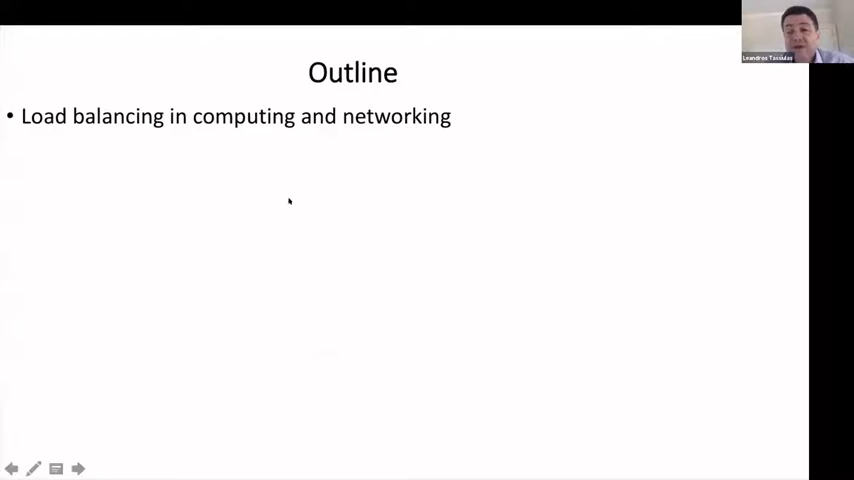 Outline
• Load balancing in computing and networking
Leandros Tassiulas